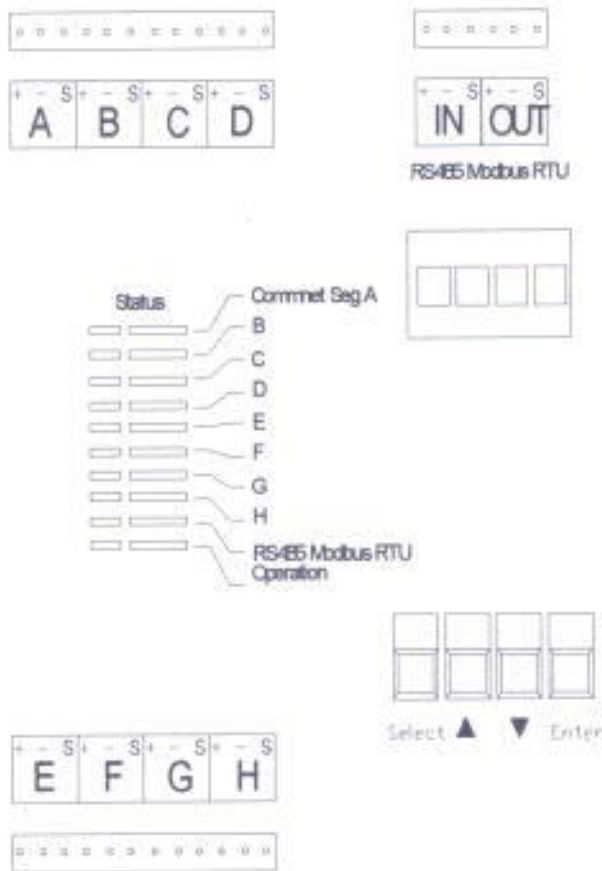 + - S + - S + - S + - S
A B C D
+ - S + - S
IN OUT
RS485 Modbus RTU
Status
Commnet Seg.A
B
C
D
E
F
G
H
RS485 Modbus RTU
Operation
Select ▲ ▼ Enter
+ - S + - S + - S + - S
E F G H